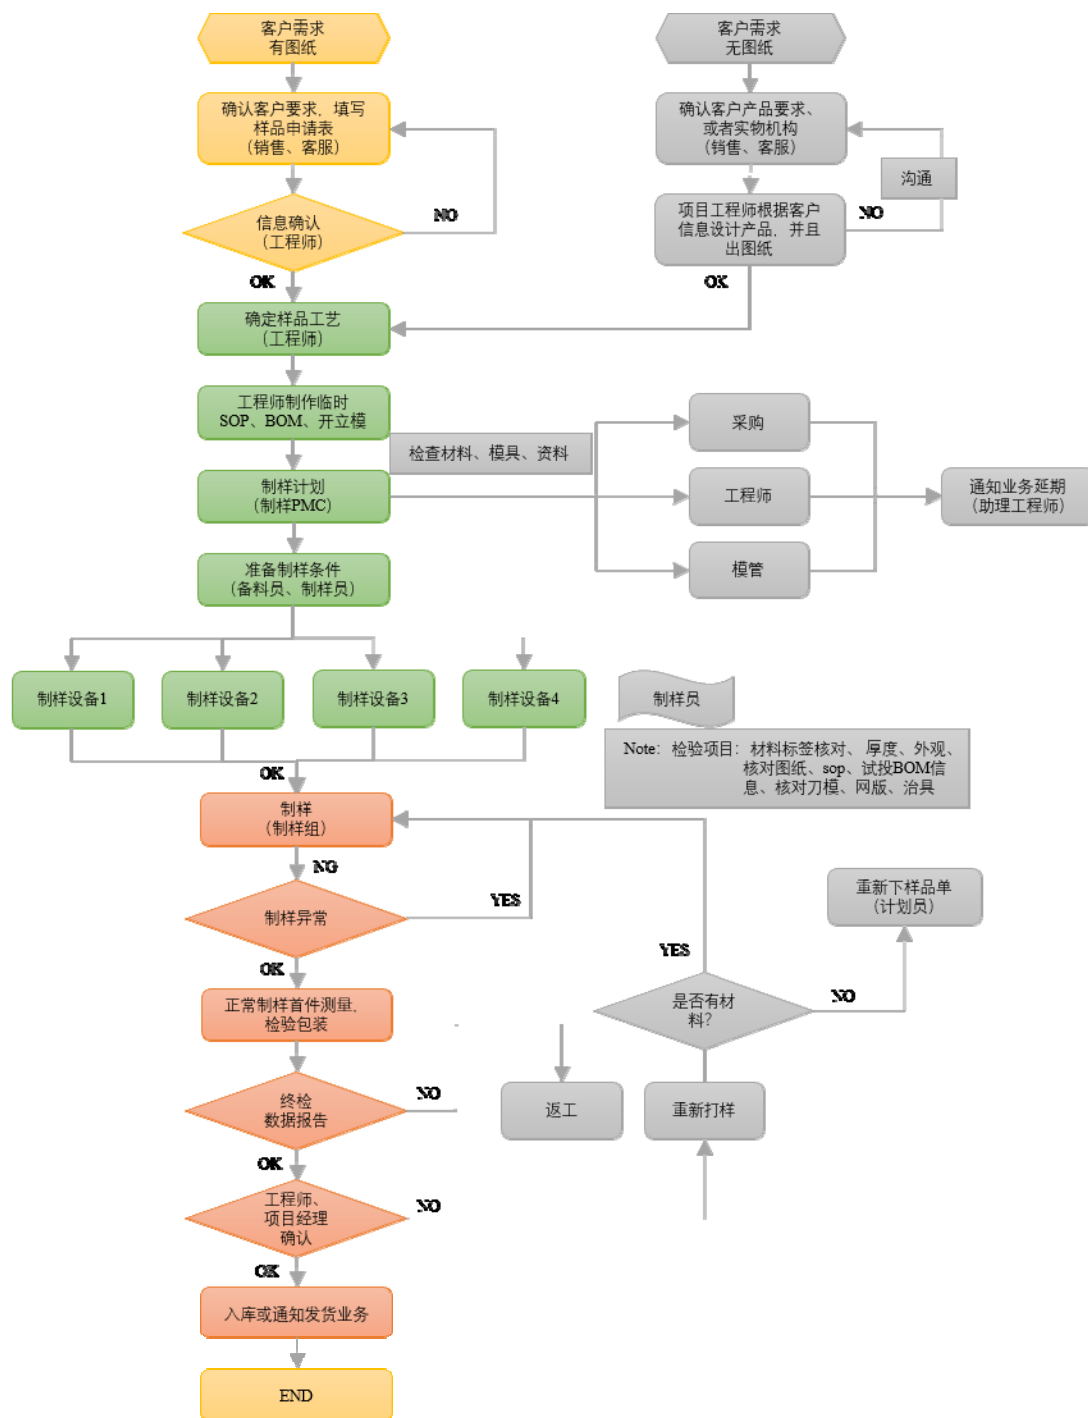 客户需求
有图纸
客户需求
无图纸
确认客户要求，填写
样品申请表
（销售、客服）
确认客户产品要求、
或者实物机构
（销售、客服）
沟通
信息确认
（工程师）
NO
项目工程师根据客户
信息设计产品，并且
出图纸
NO
OK
OK
确定样品工艺
（工程师）
工程师制作临时
SOP、BOM、开立模
检查材料、模具、资料
采购
制样计划
（制样PMC）
工程师
通知业务延期
（助理工程师）
模管
准备制样条件
（备料员、制样员）
制样设备1
制样设备2
制样设备3
制样设备4
制样员
Note：检验项目：材料标签核对、厚度、外观、
核对图纸、sop、试投BOM信
息、核对刀模、网版、治具
OK
制样
（制样组）
NG
制样异常
YES
重新下样品单
（计划员）
YES
OK
正常制样首件测量，
检验包装
是否有材
料？
NO
终检
数据报告
NO
返工
重新打样
OK
工程师、
项目经理
确认
NO
OK
入库或通知发货业务
END